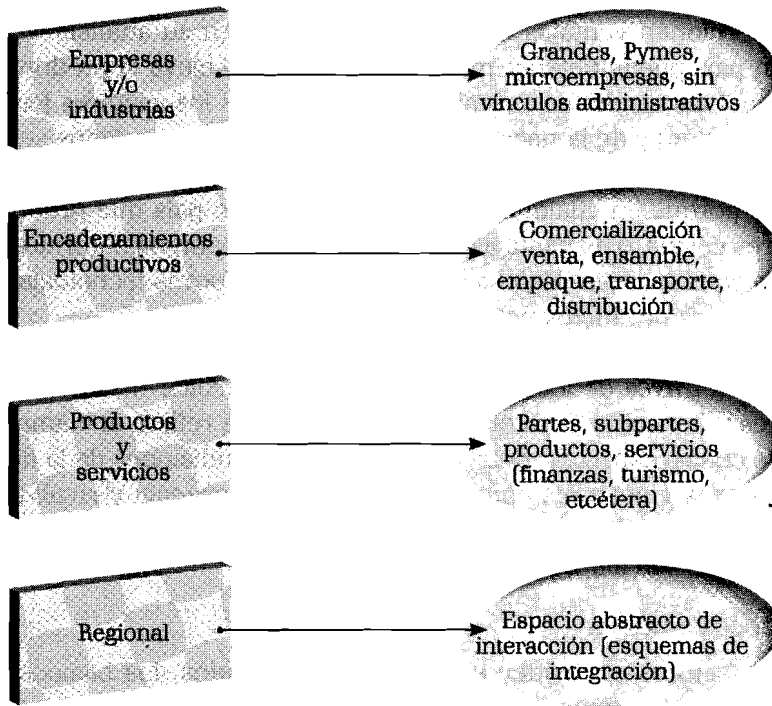 Empresas
y/o
industrias
Grandes, Pymes,
microempresas, sin
vínculos administrativos
Encadenamientos
productivos
Comercialización
venta, ensamble,
empaque, transporte,
distribución
Productos
y
servicios
Partes, subpartes,
productos, servicios
(finanzas, turismo,
etcétera)
Regional
Espacio abstracto de
interacción (esquemas de
integración)